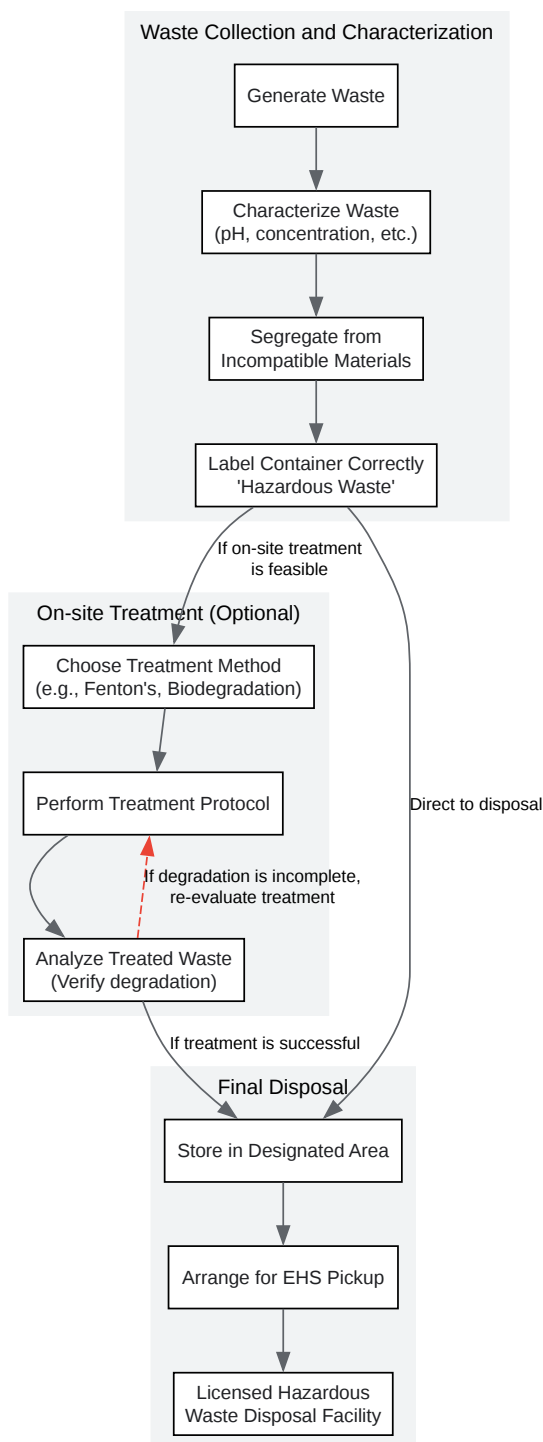 Waste Collection and Characterization
Generate Waste
Characterize Waste
(pH, concentration, etc.)
Segregate from
Incompatible Materials
Label Container Correctly
'Hazardous Waste'
If on-site treatment
is feasible
On-site Treatment (Optional)
Choose Treatment Method
(e.g., Fenton's, Biodegradation)
Perform Treatment Protocol
Direct to disposal
If degradation is incomplete,
re-evaluate treatment
Analyze Treated Waste
(Verify degradation)
If treatment is successful
Final Disposal
Store in Designated Area
Arrange for EHS Pickup
Licensed Hazardous
Waste Disposal Facility